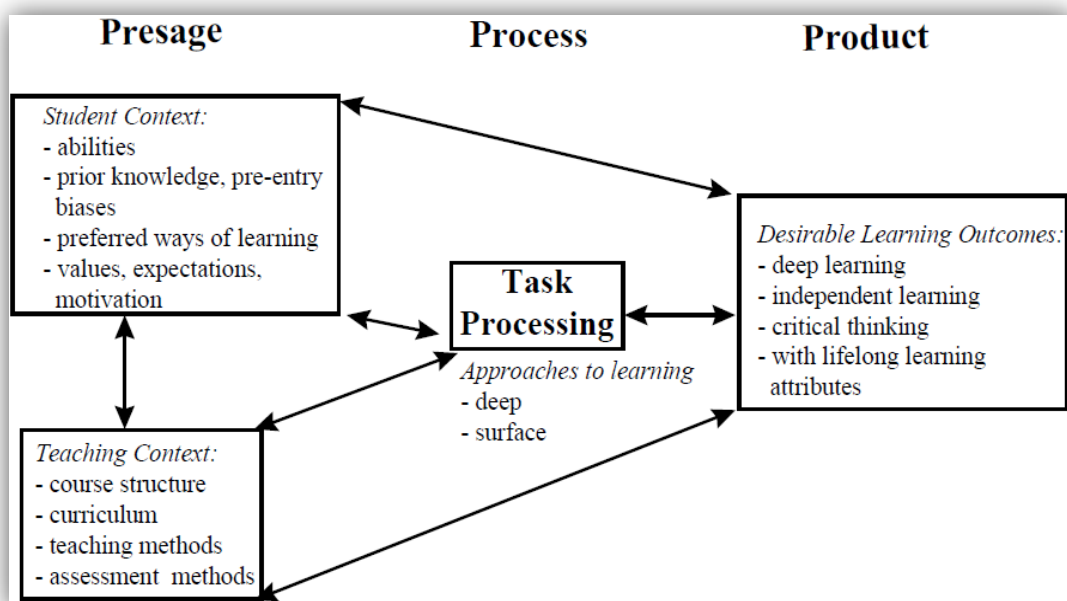 Presage
Process
Product
Student Context:
- abilities
- prior knowledge, pre-entry
biases
- preferred ways of learning
- values, expectations,
motivation
Teaching Context:
- course structure
- curriculum
- teaching methods
- assessment methods
Task
Processing
Approaches to learning
- deep
- surface
Desirable Learning Outcomes:
- deep learning
- independent learning
- critical thinking
- with lifelong learning
attributes